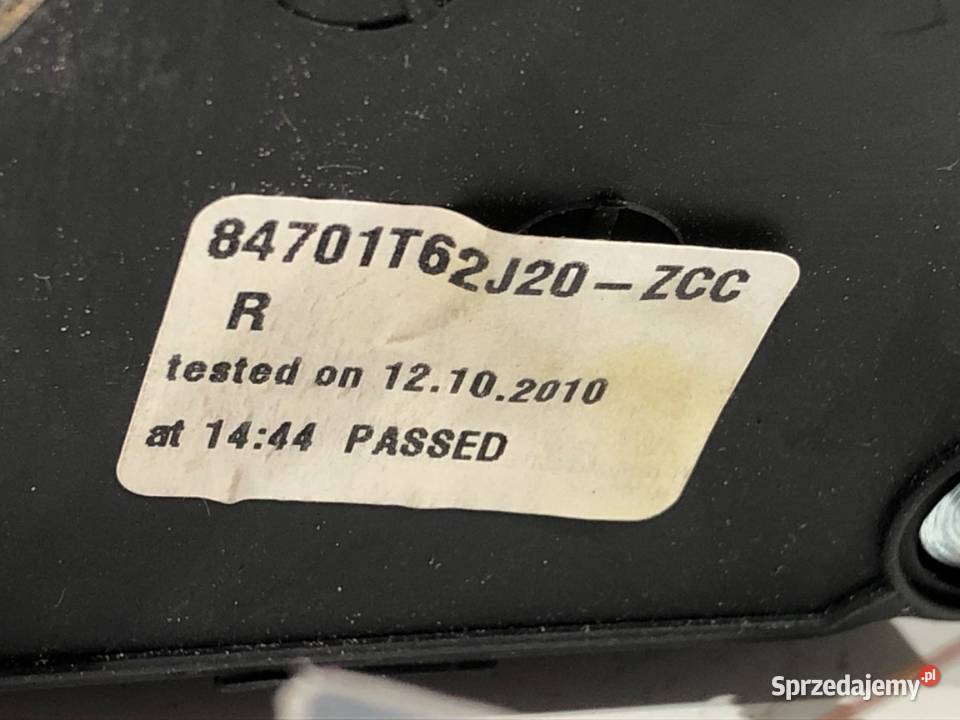 84701T62J20-ZCC
R
tested on 12.10.2010
at 14:44 PASSED
Sprzedajemy.pl